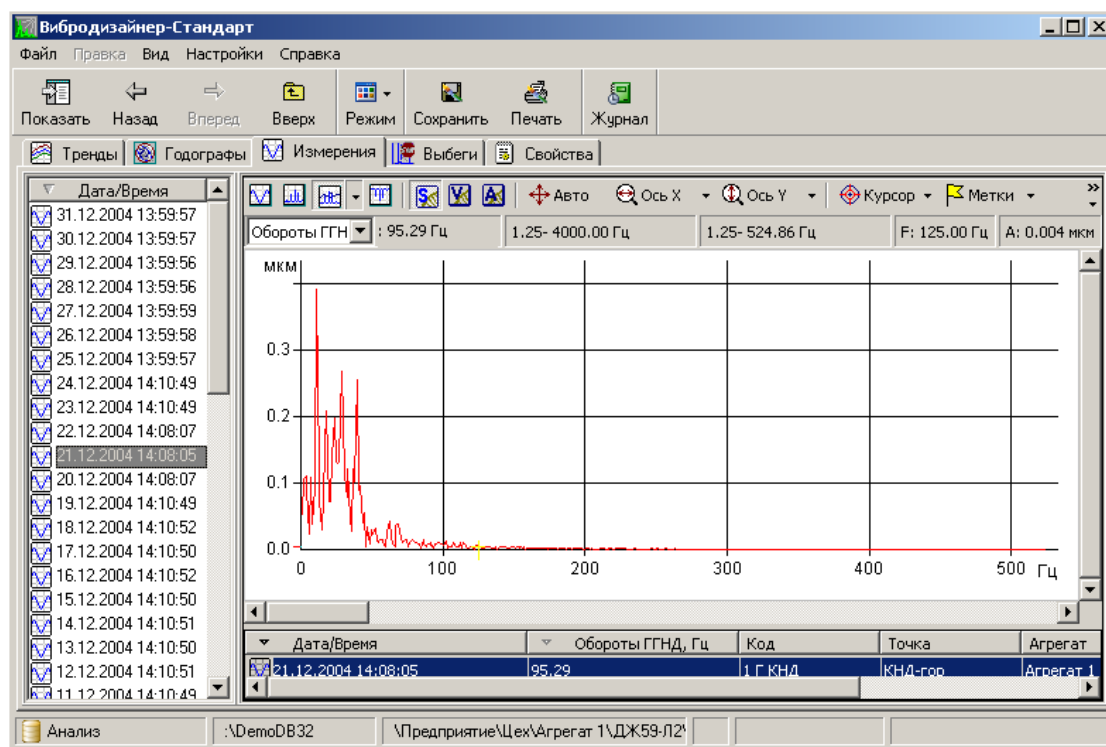 Вибродизайнер-Стандарт
Файл Правка Вид Настройки Справка
Показать Назад Вперед Вверх Режим Сохранить Печать Журнал
Тренды Годографы Измерения Выбеги Свойства
Дата/Время
31.12.2004 13:59:57
30.12.2004 13:59:57
29.12.2004 13:59:56
28.12.2004 13:59:56
27.12.2004 13:59:59
26.12.2004 13:59:58
25.12.2004 13:59:57
24.12.2004 14:10:49
23.12.2004 14:10:49
22.12.2004 14:08:07
21.12.2004 14:08:05
20.12.2004 14:08:07
19.12.2004 14:10:49
18.12.2004 14:10:52
17.12.2004 14:10:50
16.12.2004 14:10:52
15.12.2004 14:10:50
14.12.2004 14:10:51
13.12.2004 14:10:50
12.12.2004 14:10:51
11.12.2004 14:10:49
S V A Авто Ось X Ось Y Курсор Метки »
Обороты ГГН : 95.29 Гц 1.25- 4000.00 Гц 1.25- 524.86 Гц F: 125.00 Гц A: 0.004 мкм
мкм
0.3
0.2
0.1
0.0
0 100 200 300 400 500 Гц
Дата/Время Обороты ГГНД, Гц Код Точка Агрегат
21.12.2004 14:08:05 95.29 1 Г КНД КНД-гор Агрегат 1
Анализ :\DemoDB32 \Предприятие\Цех\Агрегат 1\ДЖ59-Л2\